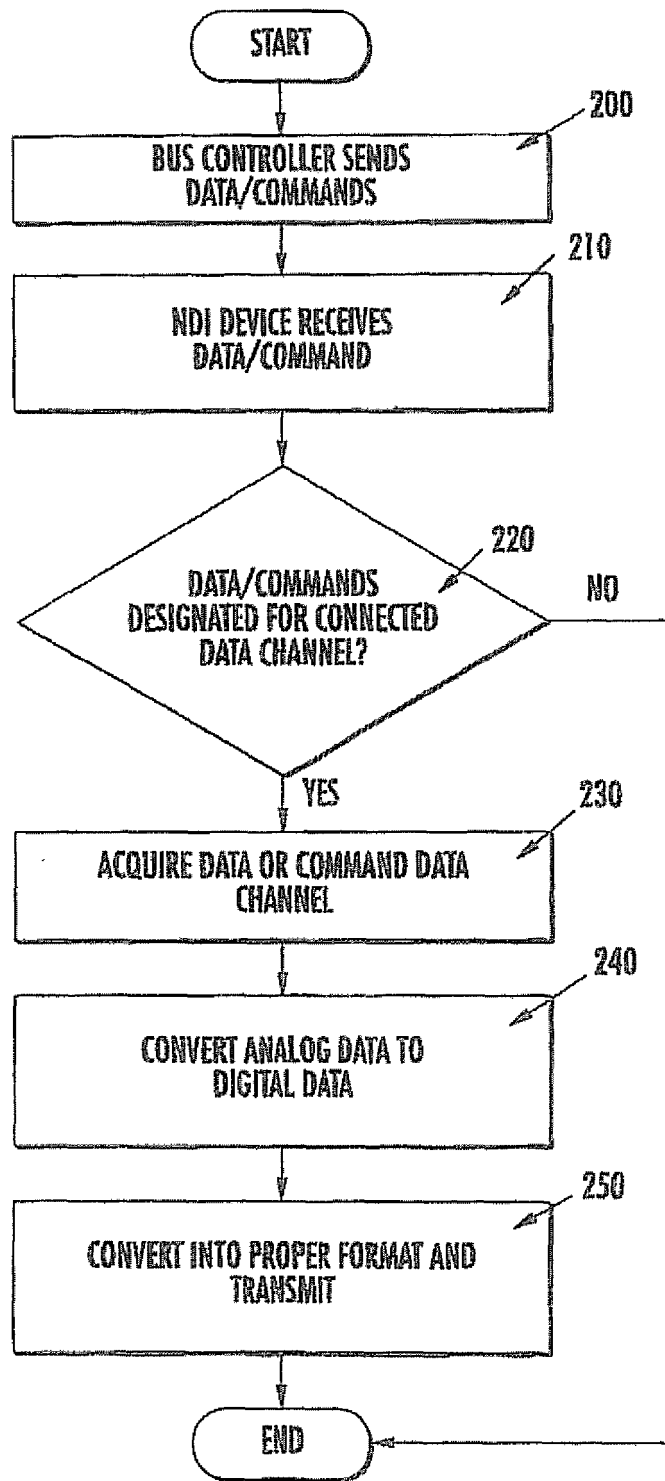 START
200
BUS CONTROLLER SENDS
DATA/COMMANDS
210
NDI DEVICE RECEIVES
DATA/COMMAND
220
DATA/COMMANDS
DESIGNATED FOR CONNECTED
DATA CHANNEL?
NO
YES
230
ACQUIRE DATA OR COMMAND DATA
CHANNEL
240
CONVERT ANALOG DATA TO
DIGITAL DATA
250
CONVERT INTO PROPER FORMAT AND
TRANSMIT
END